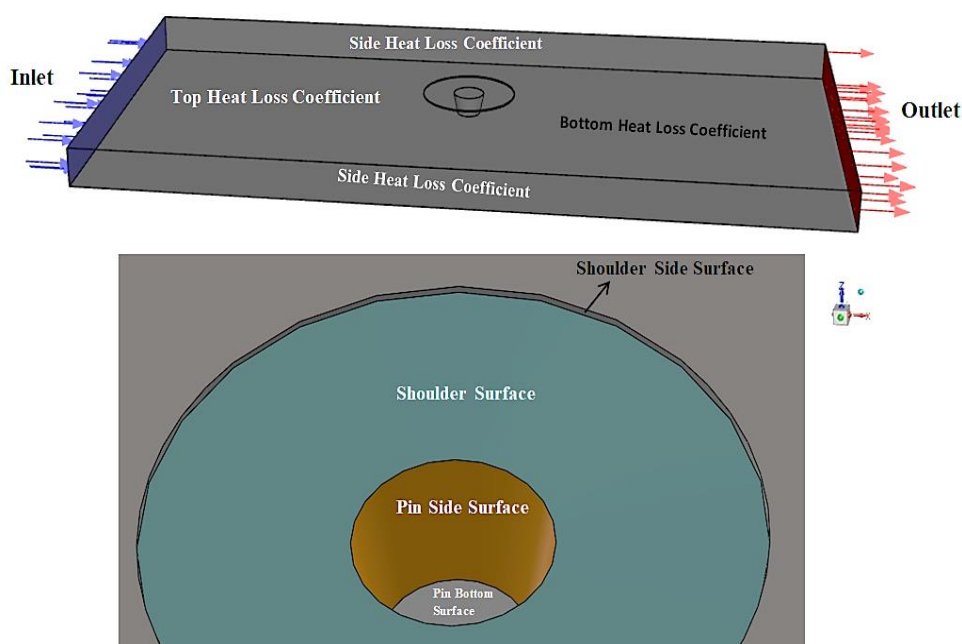 Side Heat Loss Coefficient
Inlet
Top Heat Loss Coefficient
Outlet
Bottom Heat Loss Coefficient
Side Heat Loss Coefficient
Shoulder Side Surface
Z
X
Shoulder Surface
Pin Side Surface
Pin Bottom
Surface